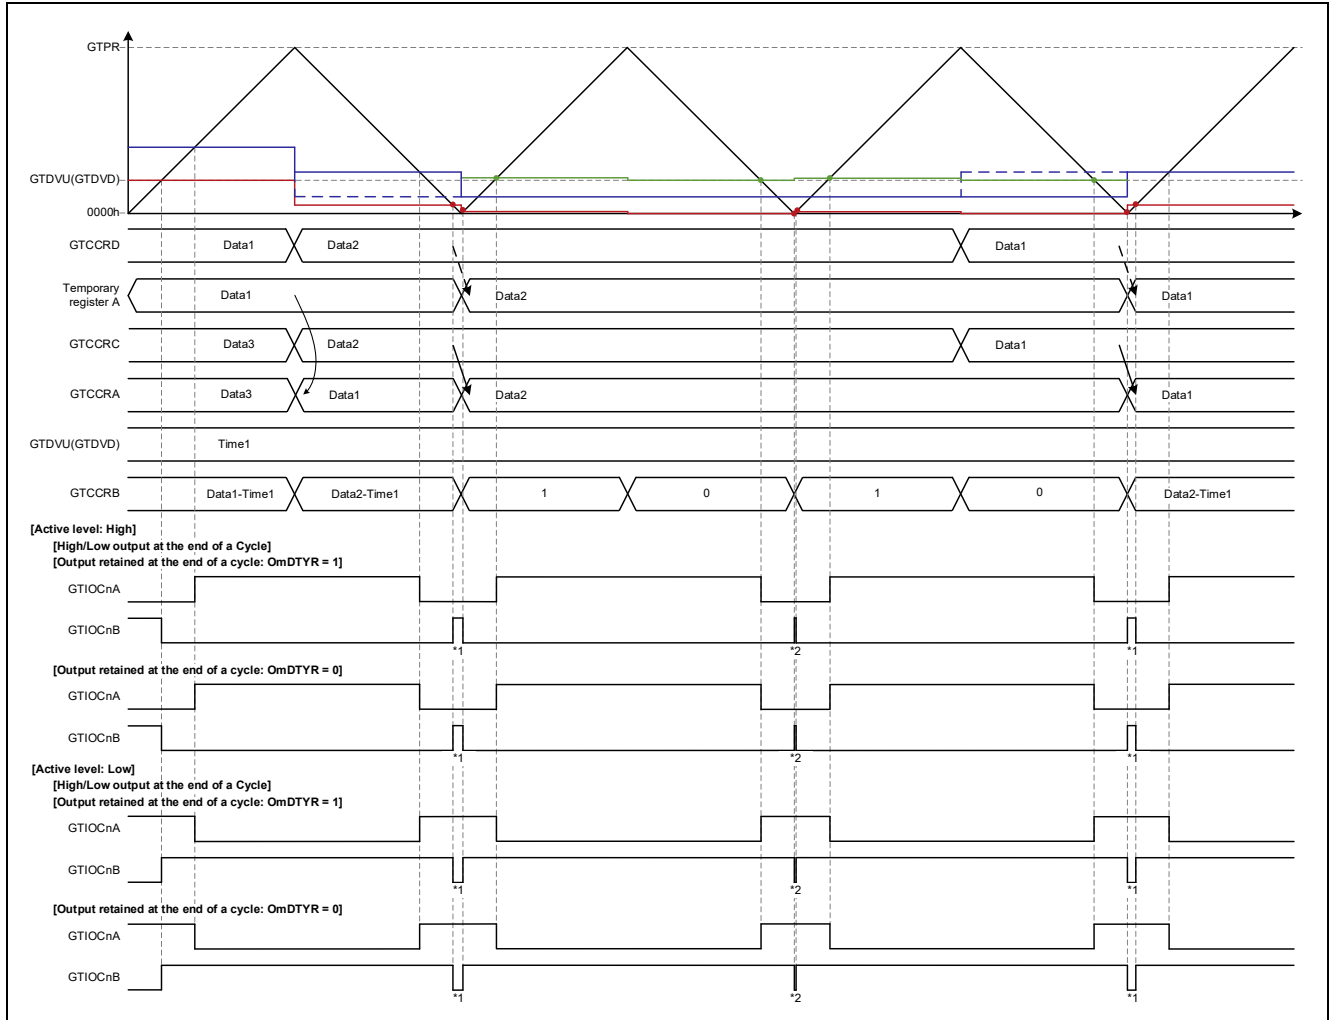 GTPR
GTDVU(GTDVD)
0000h
GTCCRD Data1 Data2 Data1
Temporary
register A Data1 Data2 Data1
GTCCRC Data3 Data2 Data1
GTCCRA Data3 Data1 Data2 Data1
GTDVU(GTDVD) Time1
GTCCRB Data1-Time1 Data2-Time1 1 0 1 0 Data2-Time1
[Active level: High]
[High/Low output at the end of a Cycle]
[Output retained at the end of a cycle: OmDTYR = 1]
GTIOCnA
GTIOCnB
*1 *2 *1
[Output retained at the end of a cycle: OmDTYR = 0]
GTIOCnA
GTIOCnB
*1 *2 *1
[Active level: Low]
[High/Low output at the end of a Cycle]
[Output retained at the end of a cycle: OmDTYR = 1]
GTIOCnA
GTIOCnB
*1 *2 *1
[Output retained at the end of a cycle: OmDTYR = 0]
GTIOCnA
GTIOCnB
*1 *2 *1